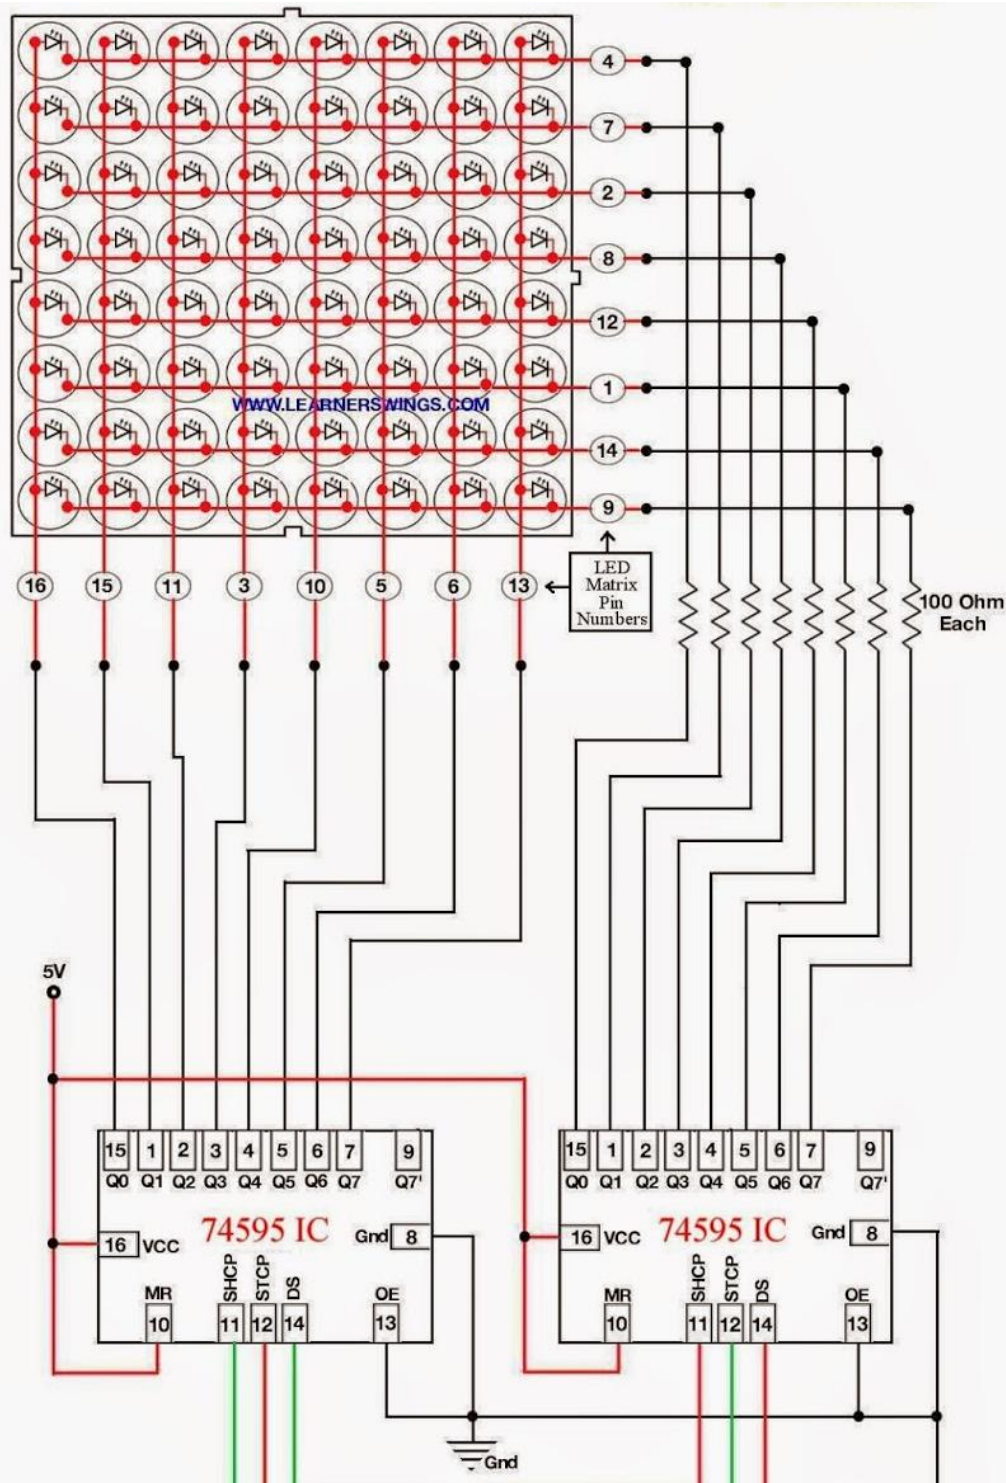 4
7
2
8
12
1
WWW.LEARNERSWINGS.COM
14
9
16 15 11 3 10 5 6 13
LED
Matrix
Pin
Numbers
100 Ohm
Each
5V
15 1 2 3 4 5 6 7 9
Q0 Q1 Q2 Q3 Q4 Q5 Q6 Q7 Q7'
74595 IC
16 VCC
Gnd 8
MR SHCP STCP DS OE
10 11 12 14 13
15 1 2 3 4 5 6 7 9
Q0 Q1 Q2 Q3 Q4 Q5 Q6 Q7 Q7'
74595 IC
16 VCC
Gnd 8
MR SHCP STCP DS OE
10 11 12 14 13
Gnd